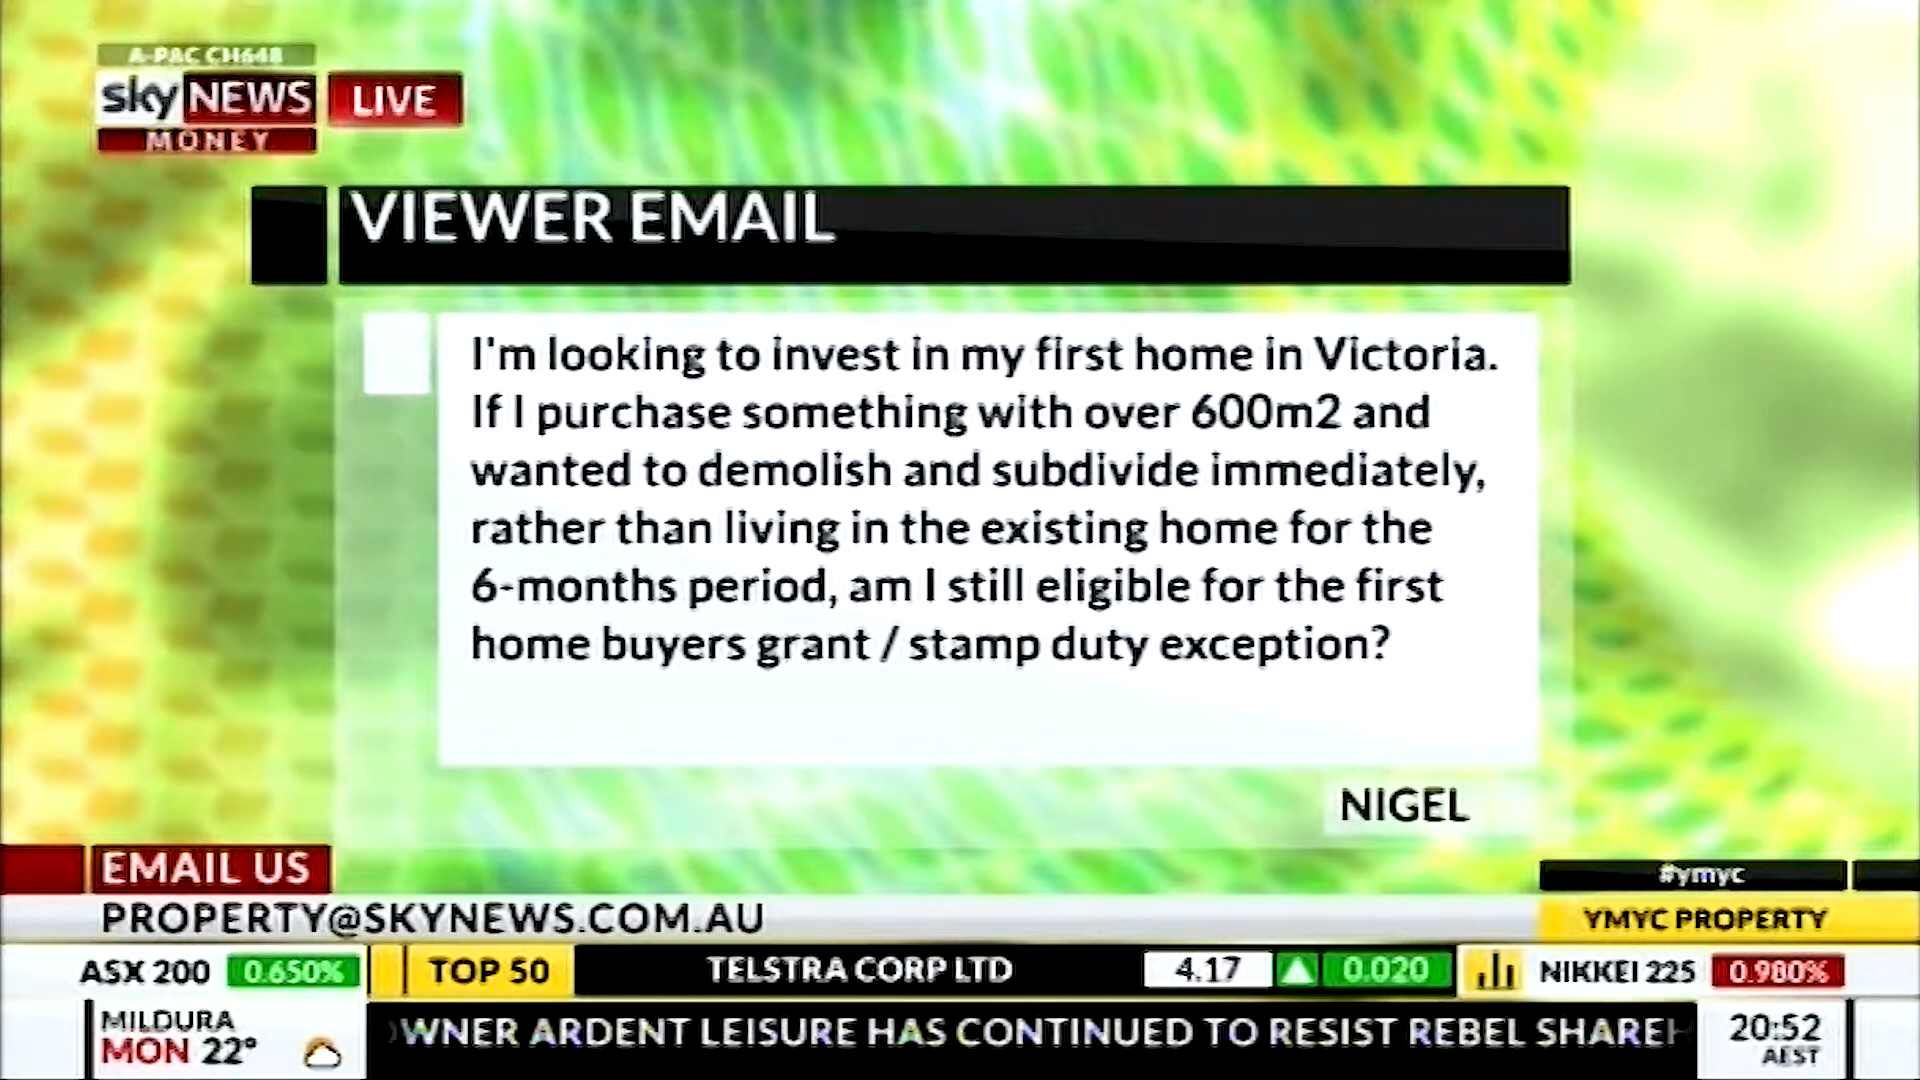 A-PAC CH648
sky NEWS LIVE
MONEY
VIEWER EMAIL
I'm looking to invest in my first home in Victoria.
If I purchase something with over 600m2 and
wanted to demolish and subdivide immediately,
rather than living in the existing home for the
6-months period, am I still eligible for the first
home buyers grant / stamp duty exception?
NIGEL
EMAIL US
#ymyc
PROPERTY@SKYNEWS.COM.AU
YMYC PROPERTY
ASX 200 0.650% TOP 50 TELSTRA CORP LTD 4.17 0.020 NIKKEI 225 0.980%
MILDURA
MON 22°
WNER ARDENT LEISURE HAS CONTINUED TO RESIST REBEL SHAREH
20:52
AEST